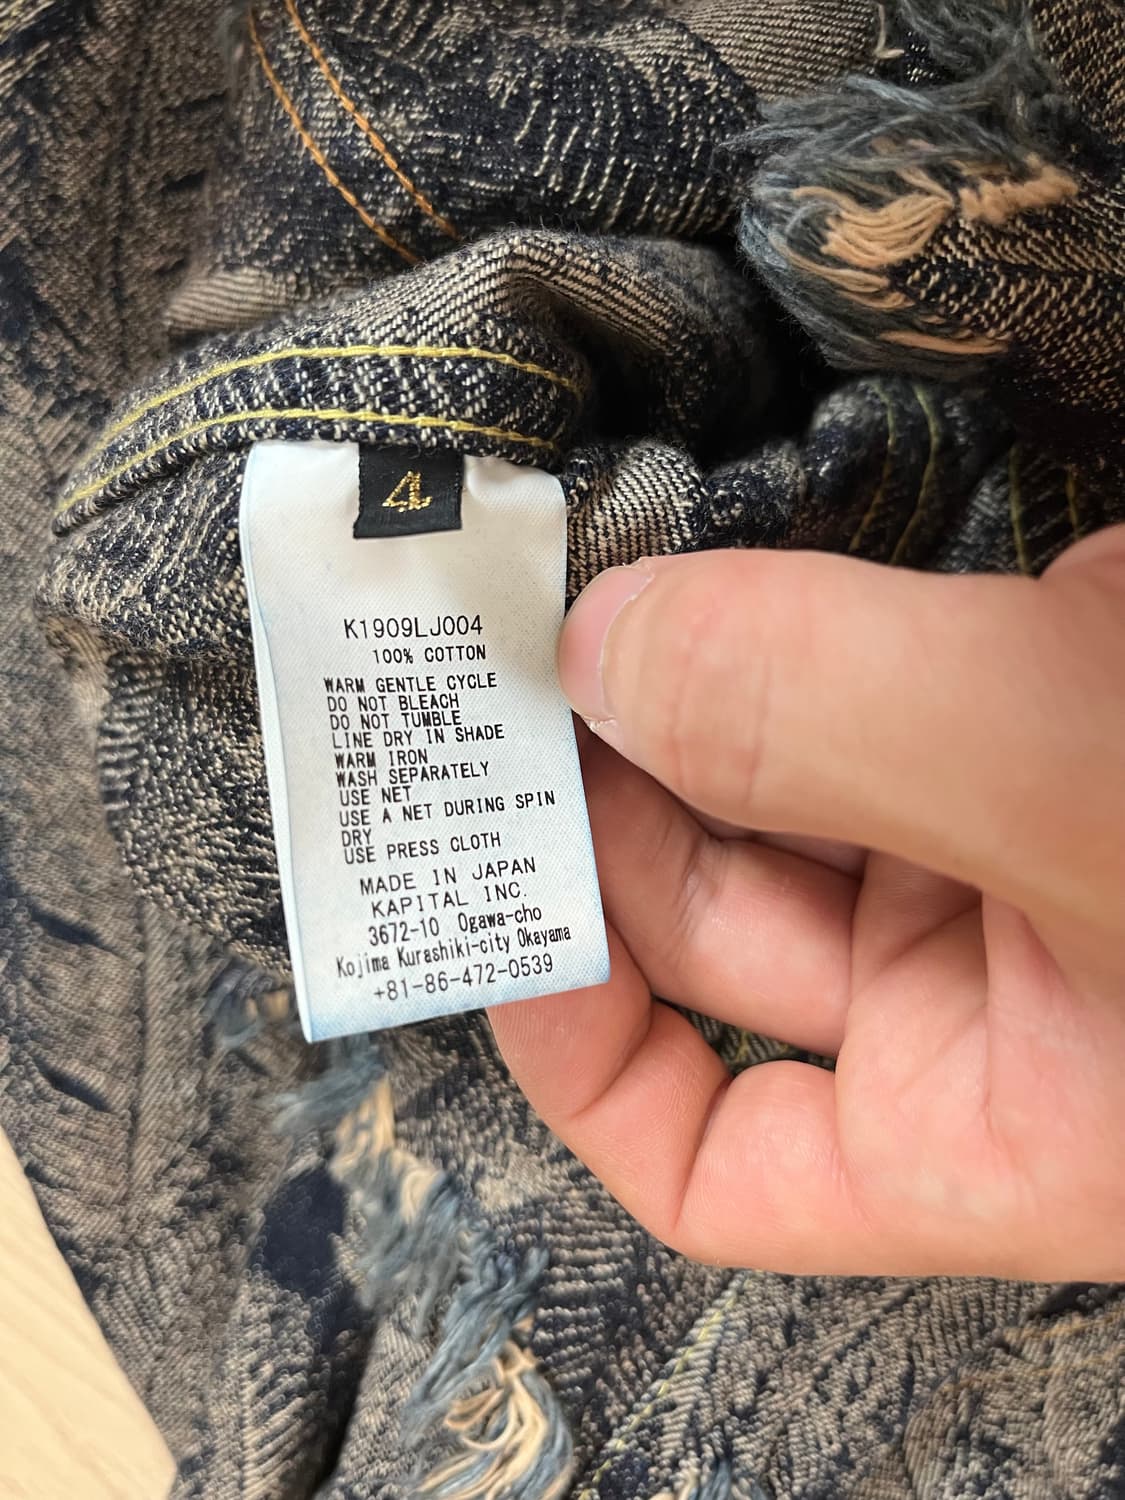 4
K1909LJ004
100% COTTON
WARM GENTLE CYCLE
DO NOT BLEACH
DO NOT TUMBLE
LINE DRY IN SHADE
WARM IRON
WASH SEPARATELY
USE NET
USE A NET DURING SPIN
DRY
USE PRESS CLOTH
MADE IN JAPAN
KAPITAL INC.
3672-10 Ogawa-cho
Kojima Kurashiki-city Okayama
+81-86-472-0539